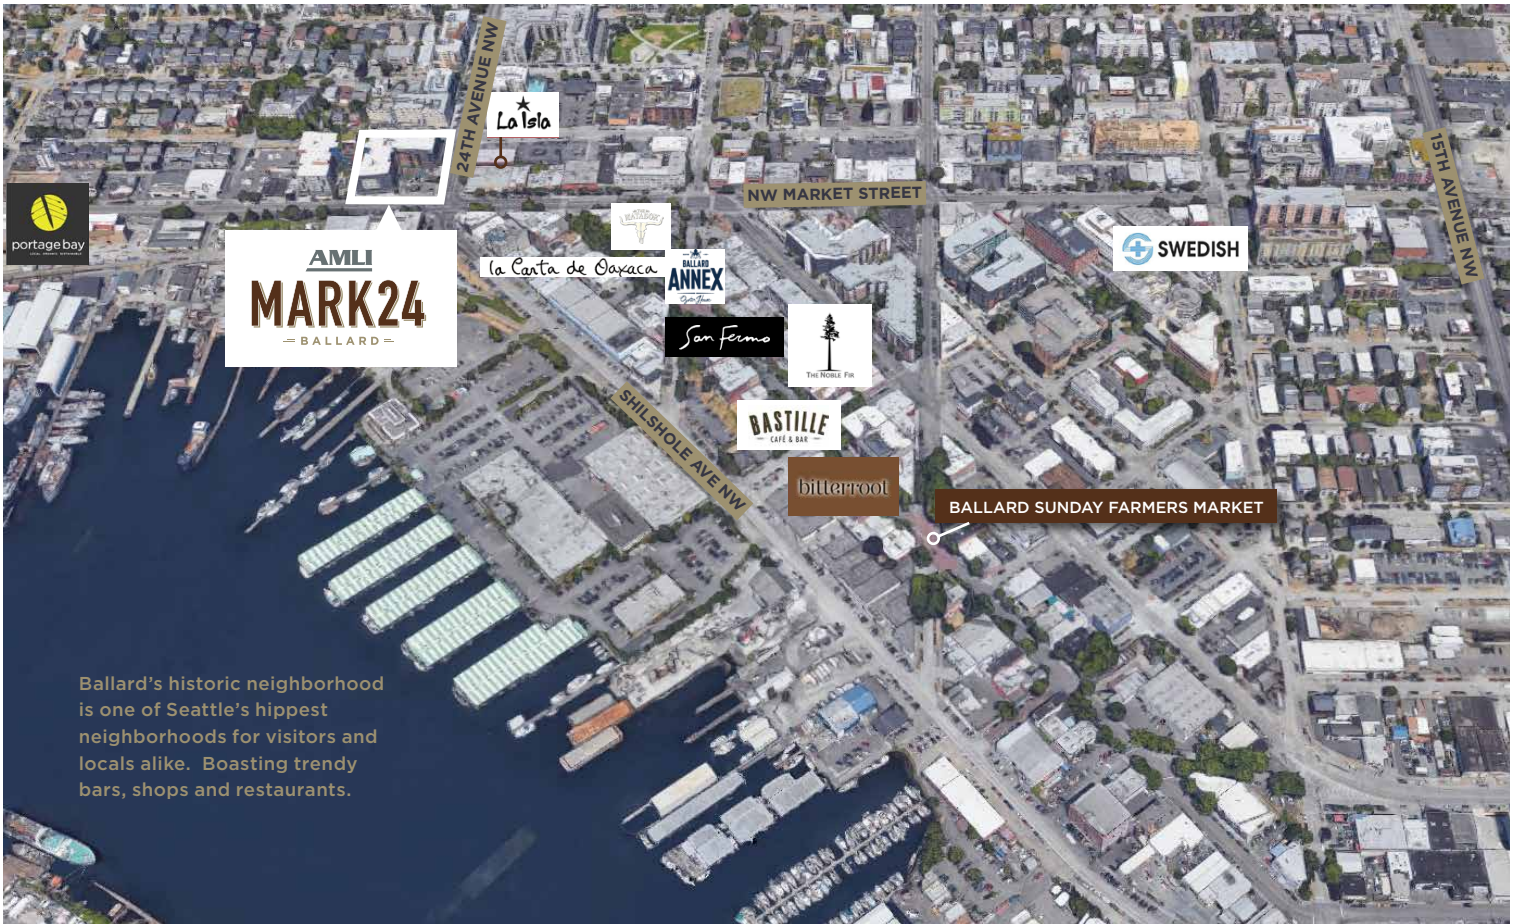 24TH AVENUE NW
La Isla
15TH AVENUE NW
NW MARKET STREET
portage bay
MATADOR
SWEDISH
AMLI
MARK24
BALLARD
la Carta de Oaxaca
BALLARD
ANNEX
Oyster House
San Fermo
THE NOBLE FIR
SHILSHOLE AVE NW
BASTILLE
CAFÉ & BAR
bitterroot
BALLARD SUNDAY FARMERS MARKET
Ballard's historic neighborhood
is one of Seattle's hippest
neighborhoods for visitors and
locals alike.  Boasting trendy
bars, shops and restaurants.